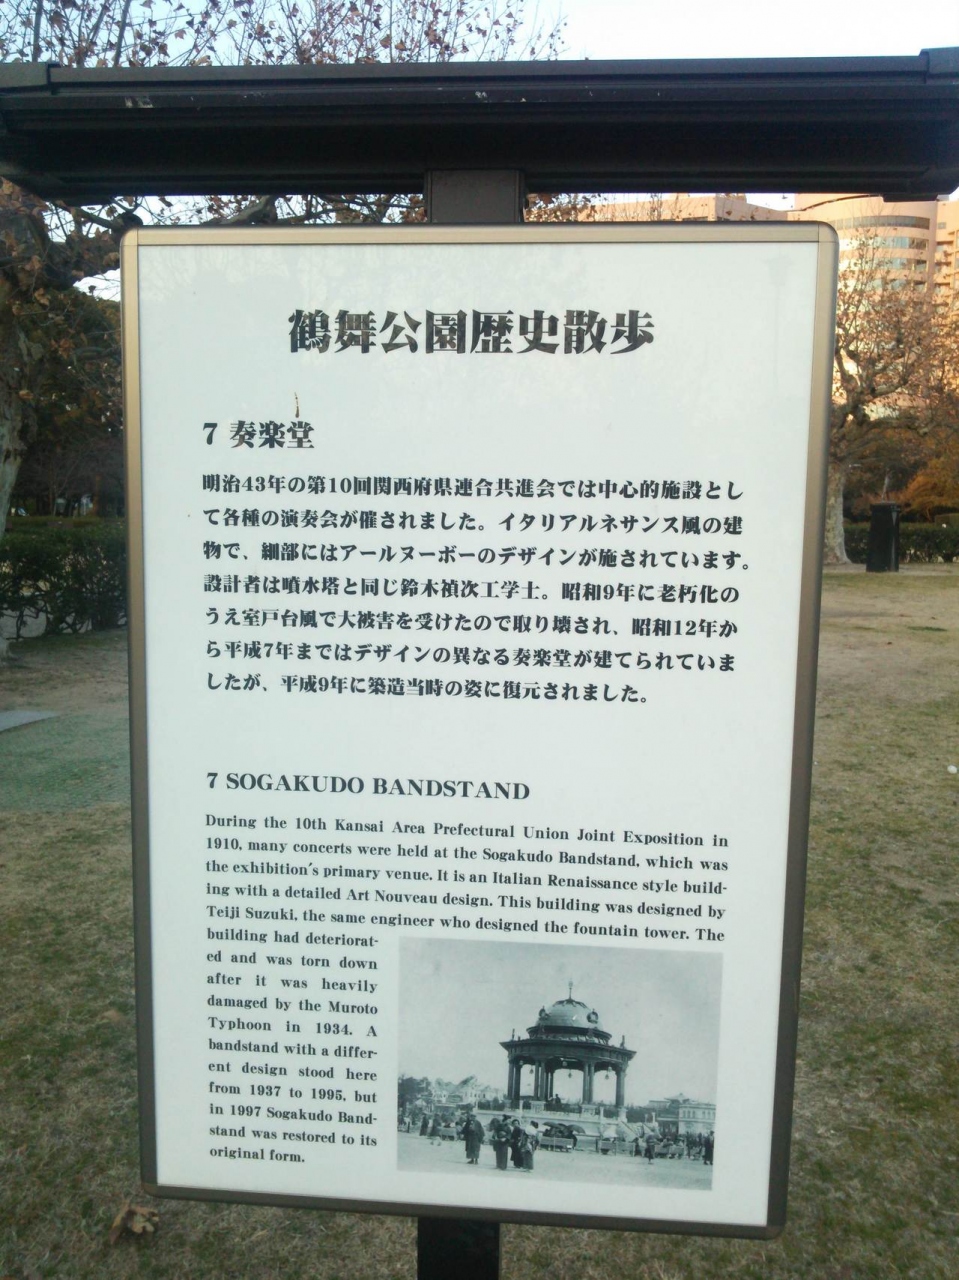 鶴舞公園歴史散歩
7 奏楽堂
明治43年の第10回関西府県連合共進会では中心的施設とし
て各種の演奏会が催されました。イタリアルネサンス風の建
物で、細部にはアールヌーボーのデザインが施されています。
設計者は噴水塔と同じ鈴木禎次工学士。昭和9年に老朽化の
うえ室戸台風で大被害を受けたので取り壊され、昭和12年か
ら平成7年まではデザインの異なる奏楽堂が建てられていま
したが、平成9年に築造当時の姿に復元されました。
7 SOGAKUDO BANDSTAND
During the 10th Kansai Area Prefectural Union Joint Exposition in
1910, many concerts were held at the Sogakudo Bandstand, which was
the exhibition's primary venue. It is an Italian Renaissance style build-
ing with a detailed Art Nouveau design. This building was designed by
Teiji Suzuki, the same engineer who designed the fountain tower. The
building had deteriorat-
ed and was torn down
after it was heavily
damaged by the Muroto
Typhoon in 1934. A
bandstand with a differ-
ent design stood here
from 1937 to 1995, but
in 1997 Sogakudo Band-
stand was restored to its
original form.